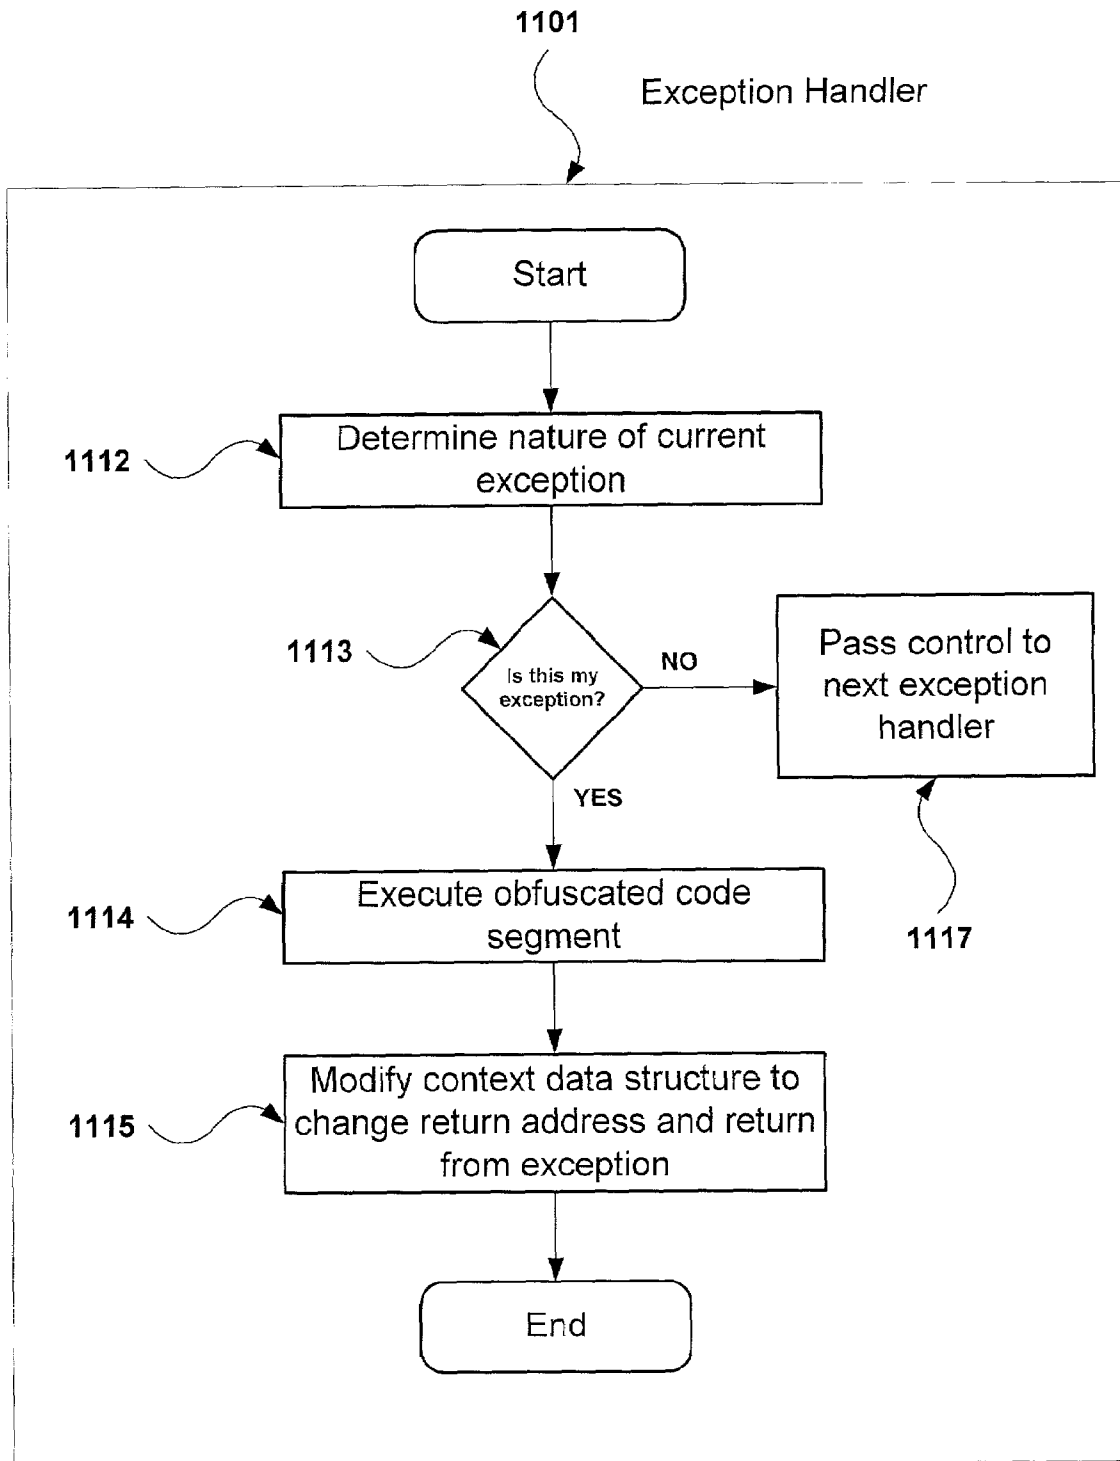 1101
Exception Handler
Start
1112
Determine nature of current
exception
1113
Is this my
exception?
NO
Pass control to
next exception
handler
YES
1114
Execute obfuscated code
segment
1117
1115
Modify context data structure to
change return address and return
from exception
End